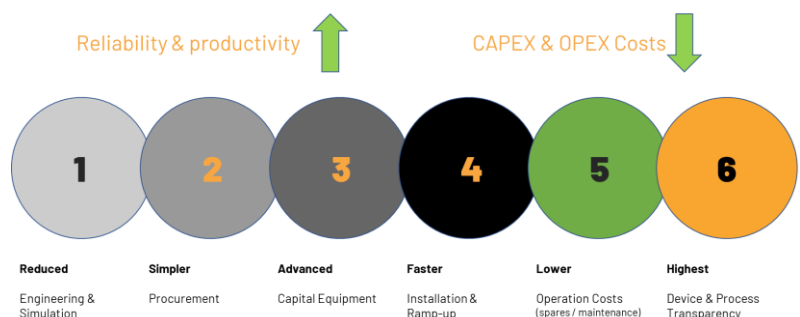 Reliability & productivity
CAPEX & OPEX Costs
1
2
3
4
5
6
Reduced
Engineering &
Simulation
Simpler
Procurement
Advanced
Capital Equipment
Faster
Installation &
Ramp-up
Lower
Operation Costs
(spares / maintenance)
Highest
Device & Process
Transparency